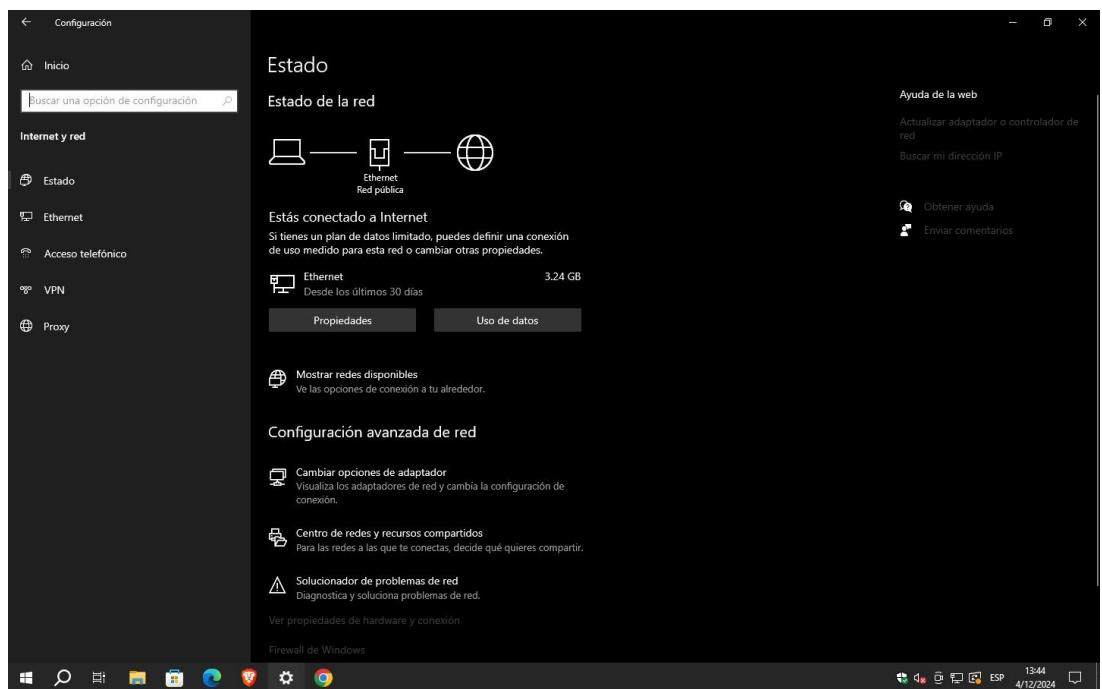 Configuración
Inicio
Buscar una opción de configuración
Internet y red
Estado
Ethernet
Acceso telefónico
VPN
Proxy
Estado
Estado de la red
Ethernet
Red pública
Estás conectado a Internet
Si tienes un plan de datos limitado, puedes definir una conexión
de uso medido para esta red o cambiar otras propiedades.
Ethernet 3.24 GB
Desde los últimos 30 días
Propiedades Uso de datos
Mostrar redes disponibles
Ve las opciones de conexión a tu alrededor.
Configuración avanzada de red
Cambiar opciones de adaptador
Visualiza los adaptadores de red y cambia la configuración de
conexión.
Centro de redes y recursos compartidos
Para las redes a las que te conectas, decide qué quieres compartir.
Solucionador de problemas de red
Diagnostica y soluciona problemas de red.
Ver propiedades de hardware y conexión
Firewall de Windows
Ayuda de la web
Actualizar adaptador o controlador de
red
Buscar mi dirección IP
Obtener ayuda
Enviar comentarios
ESP
13:44
4/12/2024